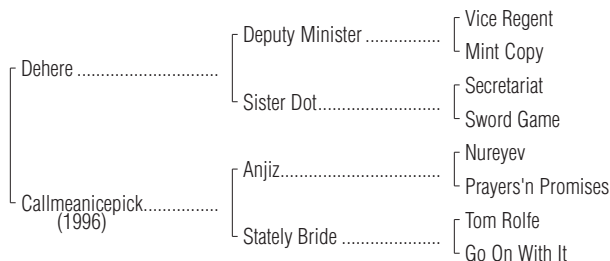 Vice Regent
Deputy Minister ................
Mint Copy
Dehere ..............................
Secretariat
Sister Dot..........................
Sword Game
Nureyev
Anjiz..................................
Prayers'n Promises
Callmeanicepick................
(1996)
Tom Rolfe
Stately Bride .....................
Go On With It